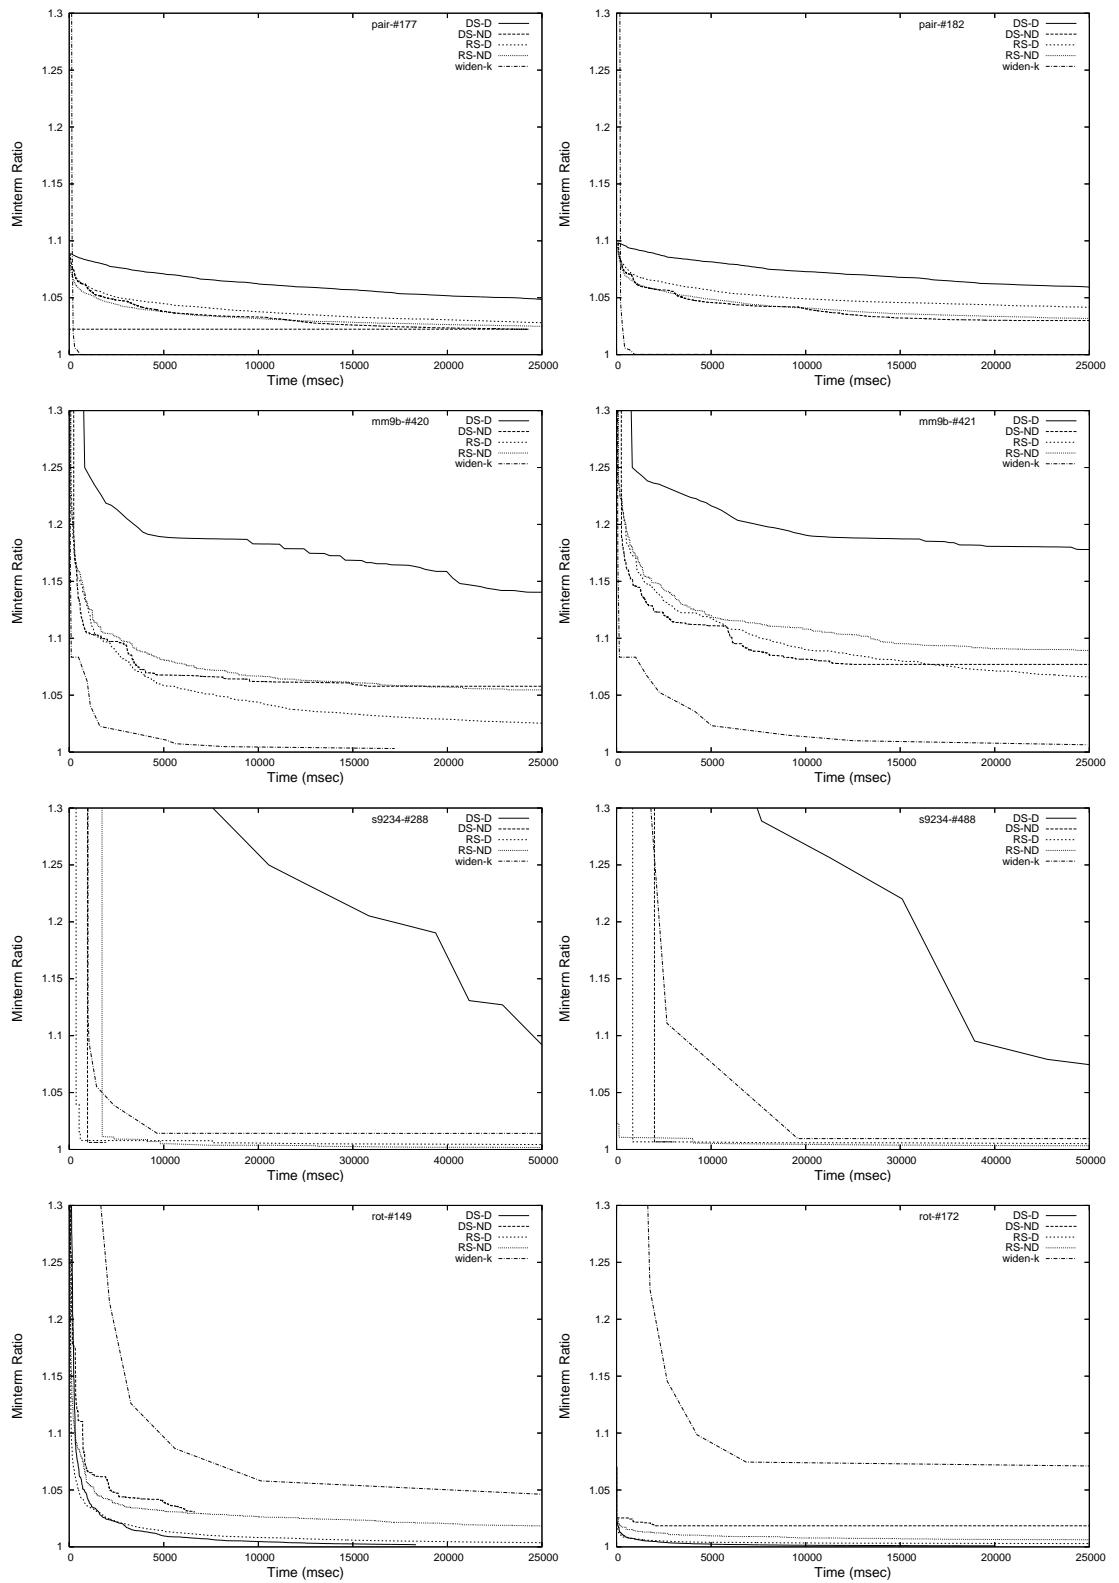 pair-#177
DS-D
DS-ND
RS-D
RS-ND
widen-k
1.3
1.25
1.2
1.15
1.1
1.05
1
Minterm Ratio
0 5000 10000 15000 20000 25000
Time (msec)
pair-#182
DS-D
DS-ND
RS-D
RS-ND
widen-k
1.3
1.25
1.2
1.15
1.1
1.05
1
Minterm Ratio
0 5000 10000 15000 20000 25000
Time (msec)
mm9b-#420
DS-D
DS-ND
RS-D
RS-ND
widen-k
1.3
1.25
1.2
1.15
1.1
1.05
1
Minterm Ratio
0 5000 10000 15000 20000 25000
Time (msec)
mm9b-#421
DS-D
DS-ND
RS-D
RS-ND
widen-k
1.3
1.25
1.2
1.15
1.1
1.05
1
Minterm Ratio
0 5000 10000 15000 20000 25000
Time (msec)
s9234-#288
DS-D
DS-ND
RS-D
RS-ND
widen-k
1.3
1.25
1.2
1.15
1.1
1.05
1
Minterm Ratio
0 10000 20000 30000 40000 50000
Time (msec)
s9234-#488
DS-D
DS-ND
RS-D
RS-ND
widen-k
1.3
1.25
1.2
1.15
1.1
1.05
1
Minterm Ratio
0 10000 20000 30000 40000 50000
Time (msec)
rot-#149
DS-D
DS-ND
RS-D
RS-ND
widen-k
1.3
1.25
1.2
1.15
1.1
1.05
1
Minterm Ratio
0 5000 10000 15000 20000 25000
Time (msec)
rot-#172
DS-D
DS-ND
RS-D
RS-ND
widen-k
1.3
1.25
1.2
1.15
1.1
1.05
1
Minterm Ratio
0 5000 10000 15000 20000 25000
Time (msec)